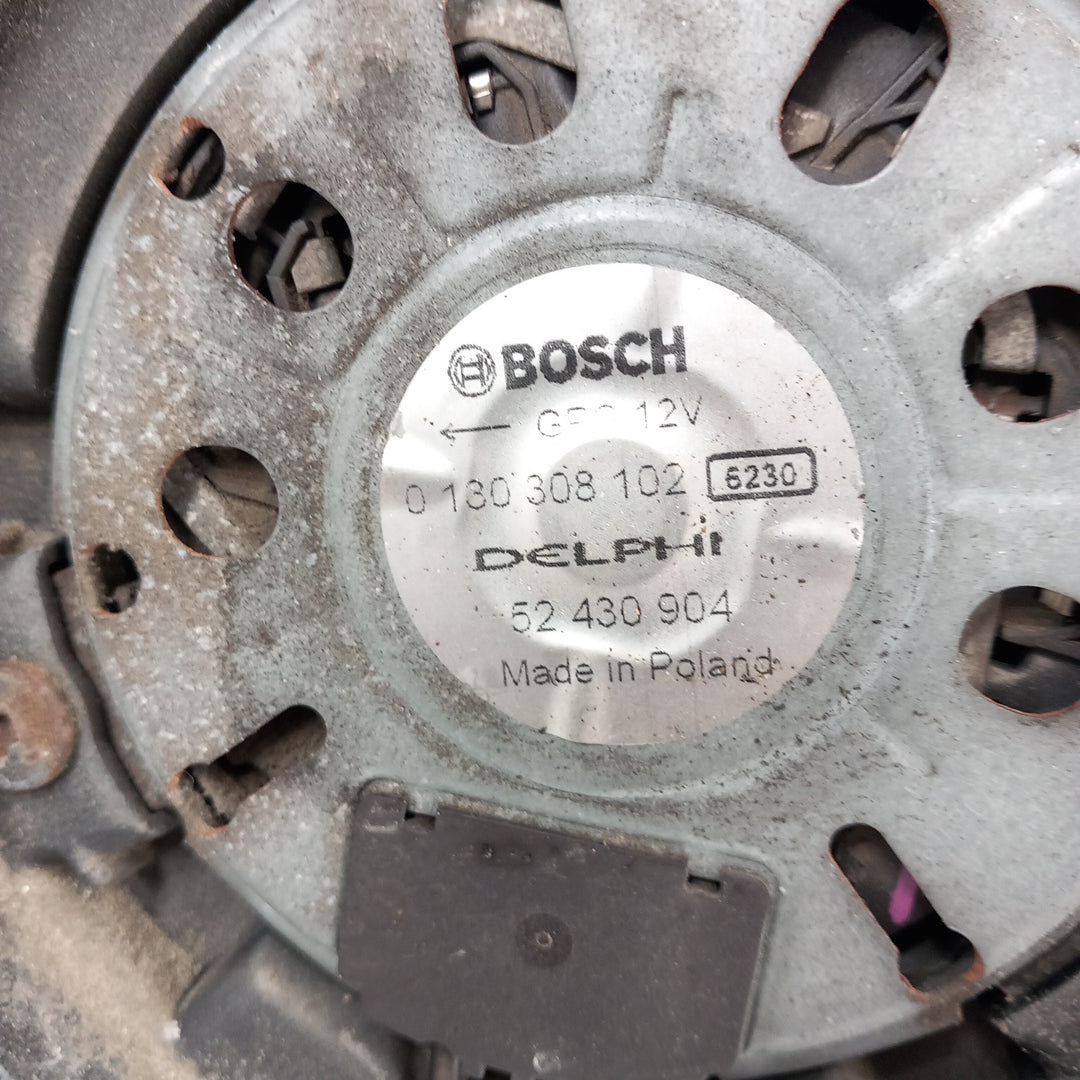 BOSCH
← 12V
0 130 308 102 6230
DELPHI
52 430 904
Made in Poland